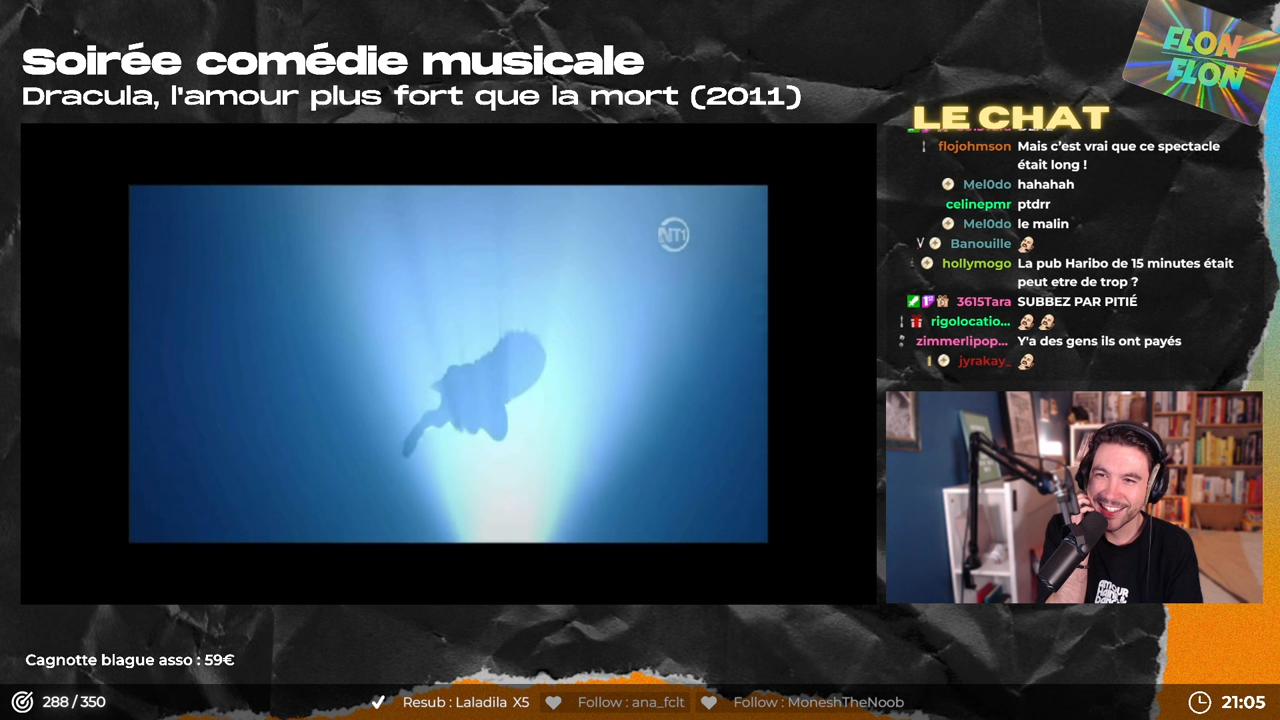 Soirée comédie musicale
Dracula, l'amour plus fort que la mort (2011)
FLON
FLON
LE CHAT
flojohmson Mais c'est vrai que ce spectacle
était long !
Mel0do hahahah
celinepmr ptdrr
Mel0do le malin
Banouille
hollymogo La pub Haribo de 15 minutes était
peut etre de trop ?
3615Tara SUBBEZ PAR PITIÉ
rigolocatio...
zimmerlipop... Y'a des gens ils ont payés
jyrakay_
NT1
Cagnotte blague asso : 59€
288 / 350
Resub : Laladila X5
Follow : ana_fclt
Follow : MoneshTheNoob
21:05